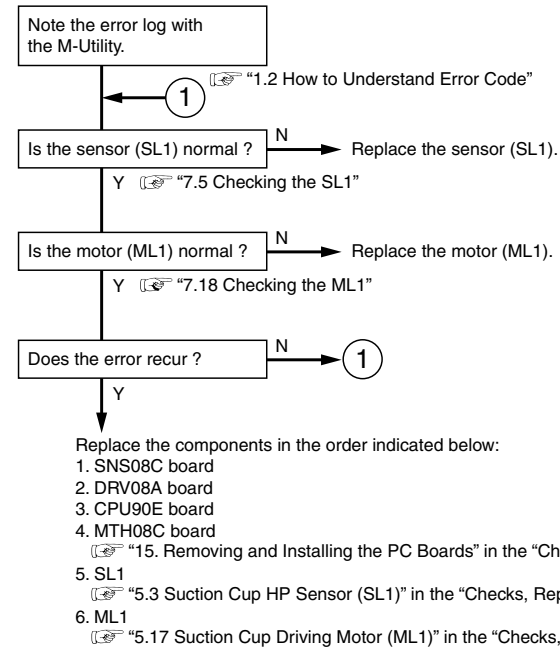 Note the error log with
the M-Utility.
“1.2 How to Understand Error Code”
1
Is the sensor (SL1) normal ?
N
Replace the sensor (SL1).
Y
“7.5 Checking the SL1”
Is the motor (ML1) normal ?
N
Replace the motor (ML1).
Y
“7.18 Checking the ML1”
Does the error recur ?
N
1
Y
Replace the components in the order indicated below:
1. SNS08C board
2. DRV08A board
3. CPU90E board
4. MTH08C board
“15. Removing and Installing the PC Boards” in the “Ch
5. SL1
“5.3 Suction Cup HP Sensor (SL1)” in the “Checks, Rep
6. ML1
“5.17 Suction Cup Driving Motor (ML1)” in the “Checks,